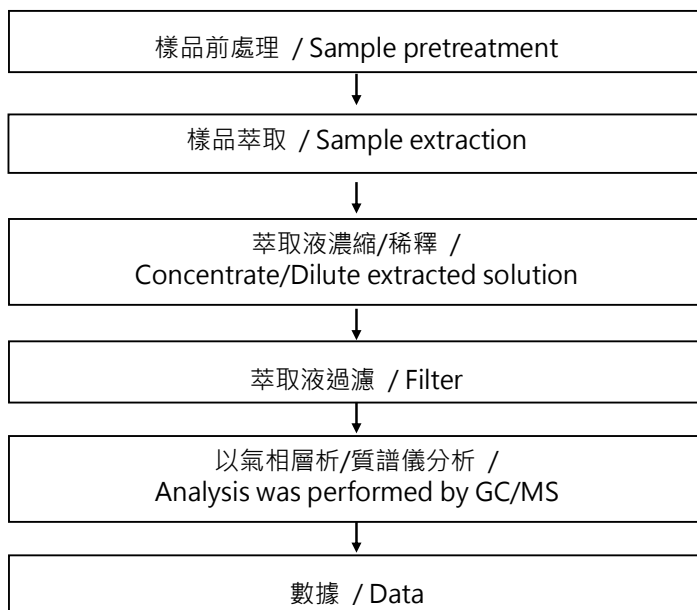 樣品前處理 / Sample pretreatment
樣品萃取 / Sample extraction
萃取液濃縮/稀釋 /
Concentrate/Dilute extracted solution
萃取液過濾 / Filter
以氣相層析/質譜儀分析 /
Analysis was performed by GC/MS
數據 / Data